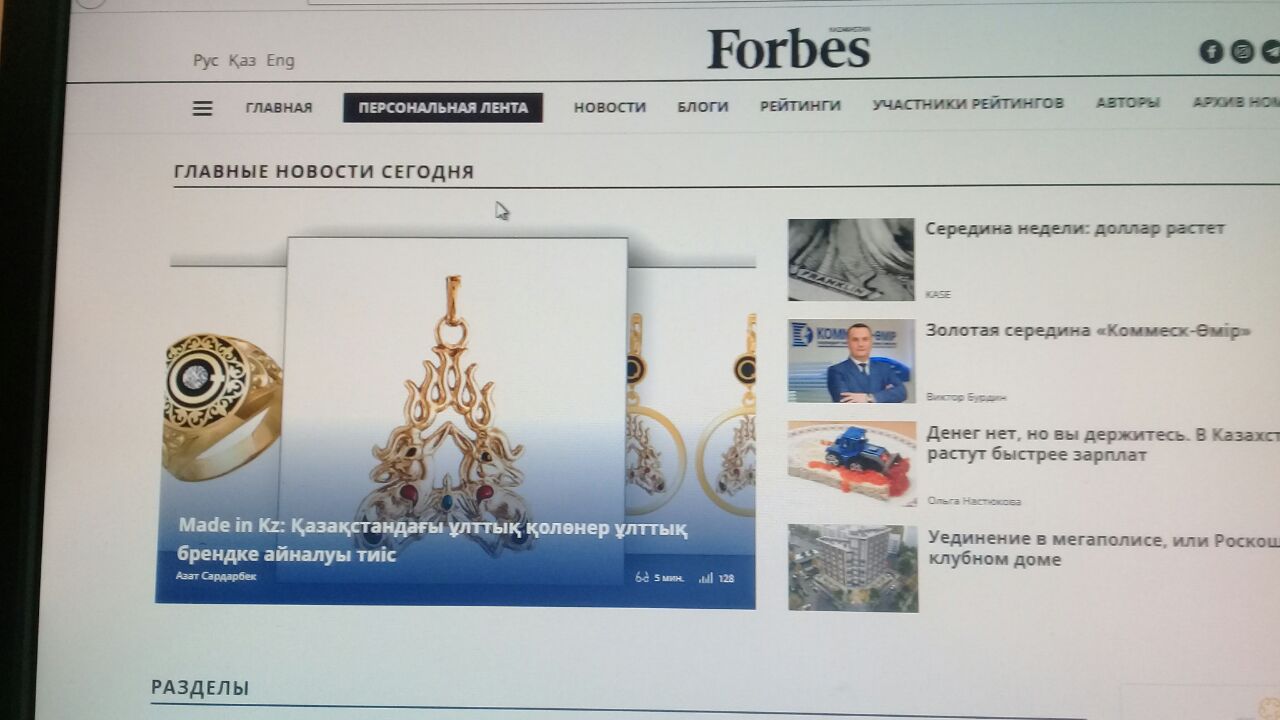 Рус Қаз Eng
Forbes
КАЗАХСТАН
ГЛАВНАЯ ПЕРСОНАЛЬНАЯ ЛЕНТА НОВОСТИ БЛОГИ РЕЙТИНГИ УЧАСТНИКИ РЕЙТИНГОВ АВТОРЫ АРХИВ НОМ
ГЛАВНЫЕ НОВОСТИ СЕГОДНЯ
Made in Kz: Қазақстандағы ұлттық қолөнер ұлттық
брендке айналуы тиіс
Азат Сардарбек
5 мин. 128
FRANKLIN
Середина недели: доллар растет
KASE
Золотая середина «Коммеск-Өмір»
Виктор Бурдин
Денег нет, но вы держитесь. В Казахст
растут быстрее зарплат
Ольга Настюкова
Уединение в мегаполисе, или Роскош
клубном доме
РАЗДЕЛЫ